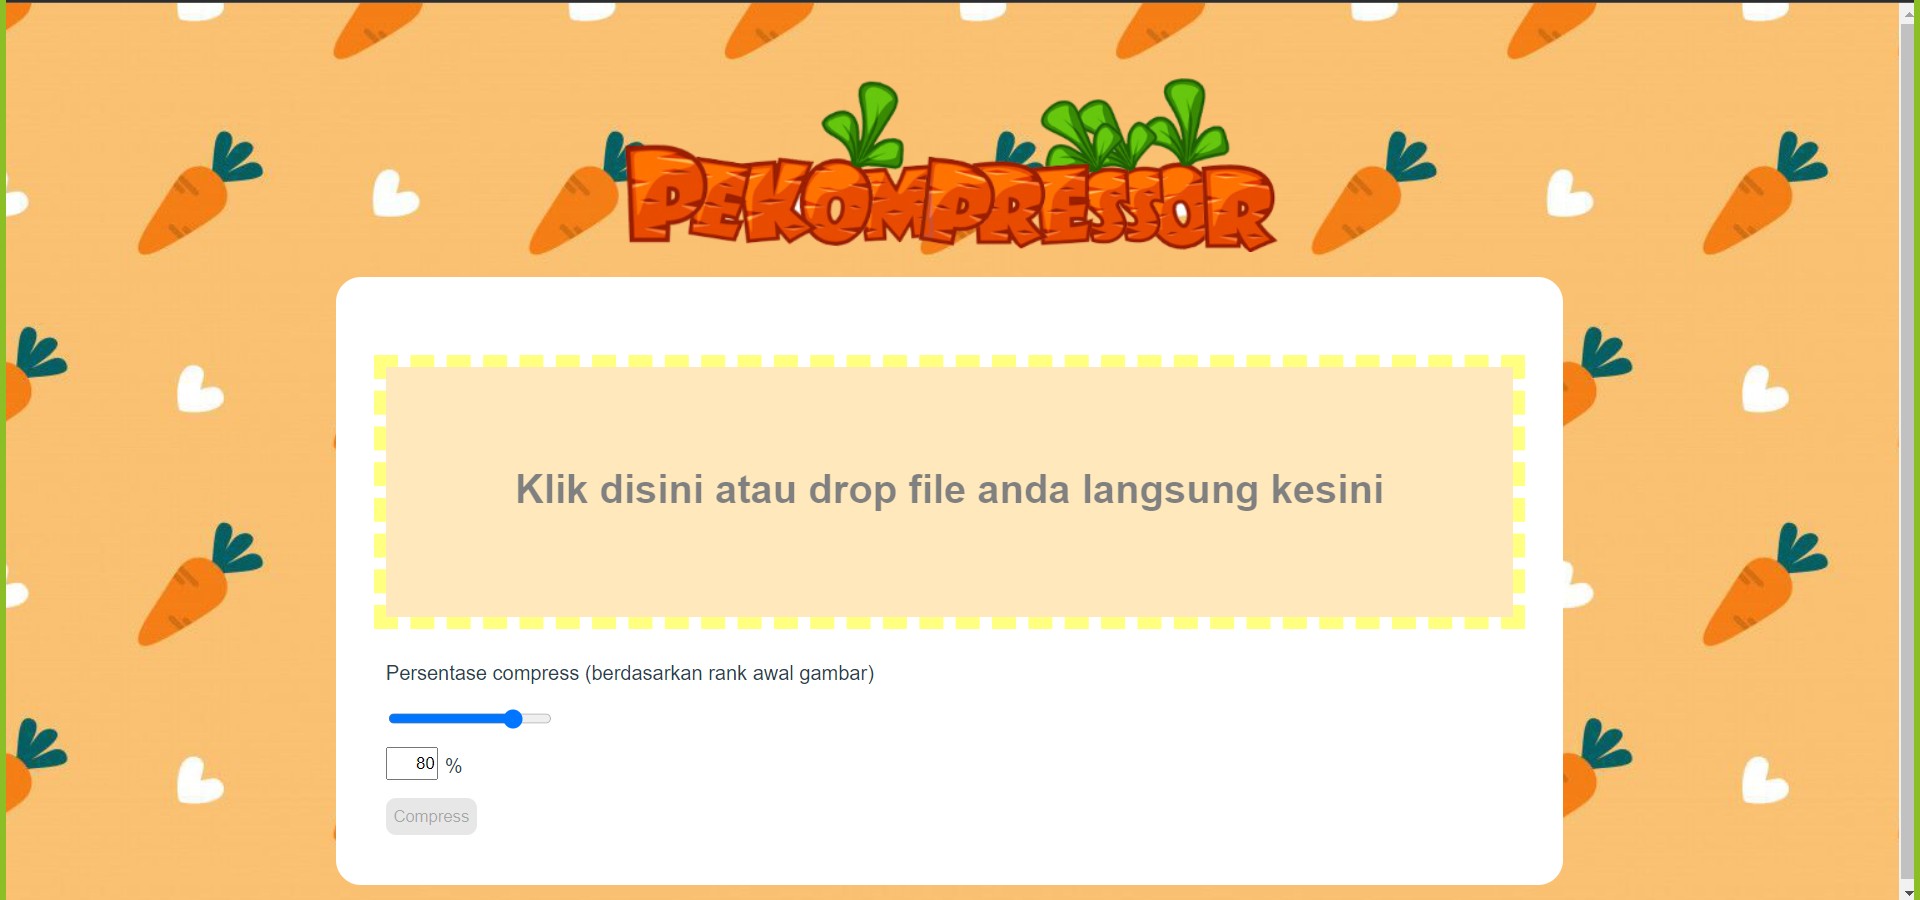 PEKOMPRESSOR
Klik disini atau drop file anda langsung kesini
Persentase compress (berdasarkan rank awal gambar)
80 %
Compress